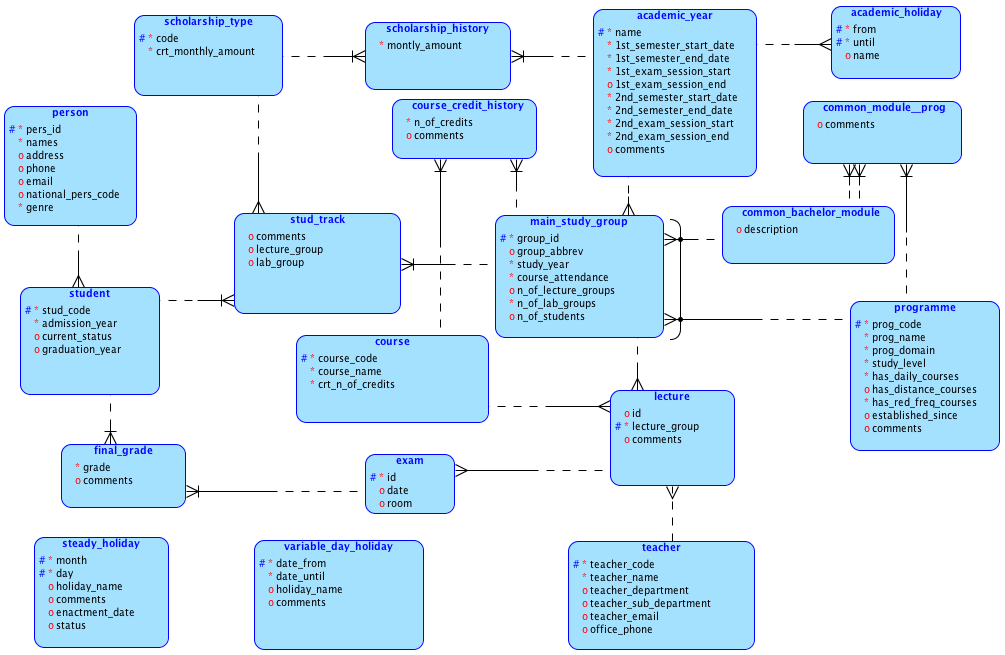 scholarship_type
# * code
* crt_monthly_amount
scholarship_history
* montly_amount
academic_year
# * name
* 1st_semester_start_date
* 1st_semester_end_date
* 1st_exam_session_start
o 1st_exam_session_end
* 2nd_semester_start_date
* 2nd_semester_end_date
* 2nd_exam_session_start
* 2nd_exam_session_end
o comments
academic_holiday
# * from
# * until
o name
person
# * pers_id
* names
o address
o phone
o email
o national_pers_code
* genre
course_credit_history
* n_of_credits
o comments
common_module__prog
o comments
stud_track
o comments
o lecture_group
o lab_group
main_study_group
# * group_id
o group_abbrev
* study_year
* course_attendance
o n_of_lecture_groups
* n_of_lab_groups
o n_of_students
common_bachelor_module
o description
student
# * stud_code
* admission_year
o current_status
o graduation_year
course
# * course_code
* course_name
* crt_n_of_credits
programme
# * prog_code
* prog_name
* prog_domain
* study_level
* has_daily_courses
o has_distance_courses
* has_red_freq_courses
o established_since
o comments
lecture
o id
# * lecture_group
o comments
final_grade
* grade
o comments
exam
# * id
o date
o room
steady_holiday
# * month
# * day
o holiday_name
o comments
o enactment_date
o status
variable_day_holiday
# * date_from
* date_until
o holiday_name
o comments
teacher
# * teacher_code
* teacher_name
o teacher_department
o teacher_sub_department
o teacher_email
o office_phone